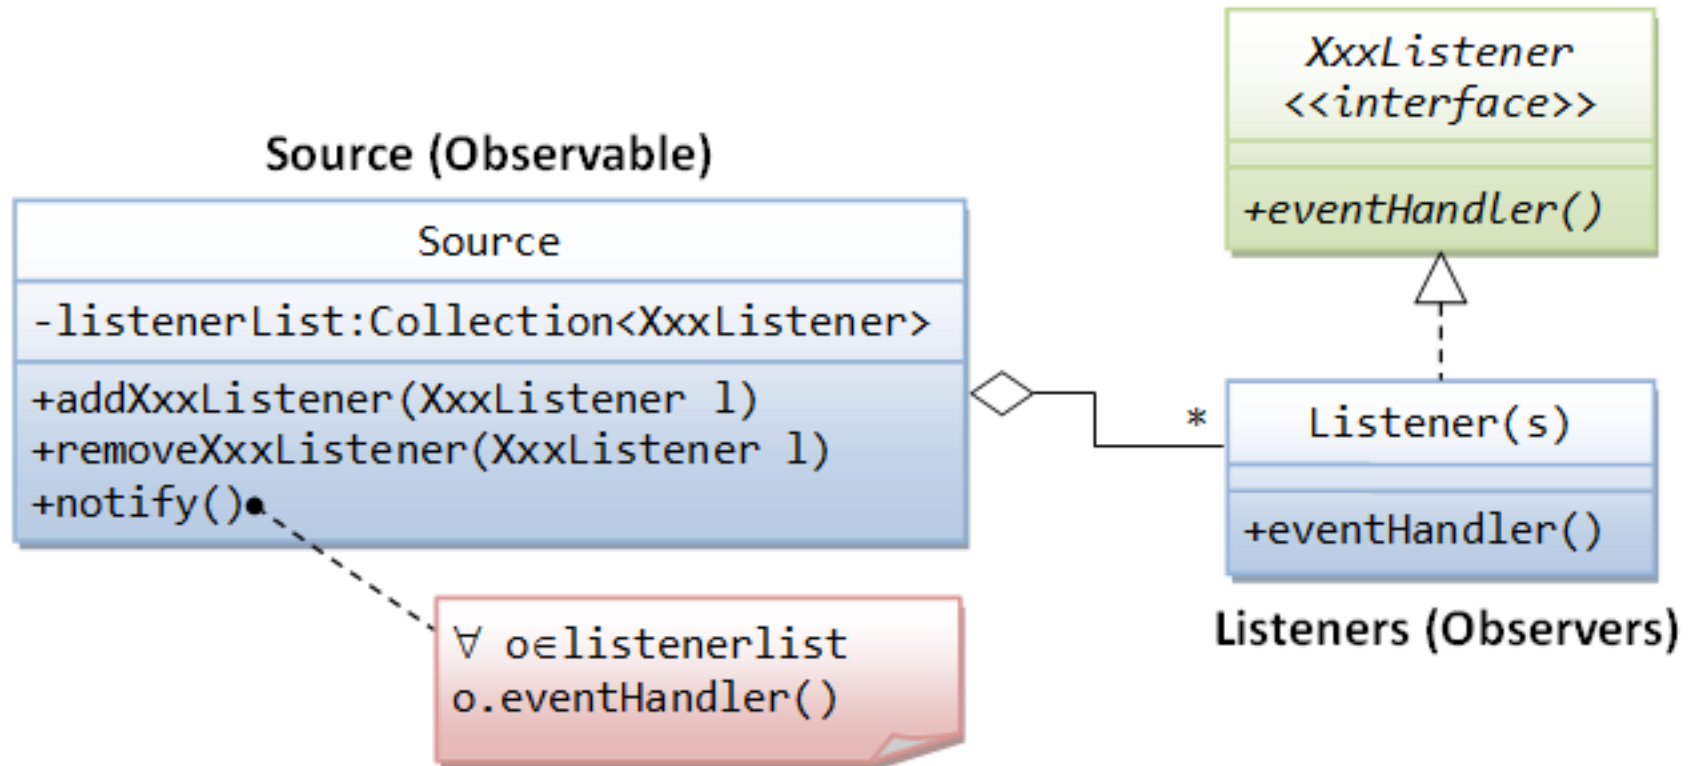 Source (Observable)
Source
-listenerList:Collection<XxxListener>
+addXxxListener(XxxListener l)
+removeXxxListener(XxxListener l)
+notify()
∀ o∈listenerlist
o.eventHandler()
XxxListener
<<interface>>
+eventHandler()
*
Listener(s)
+eventHandler()
Listeners (Observers)